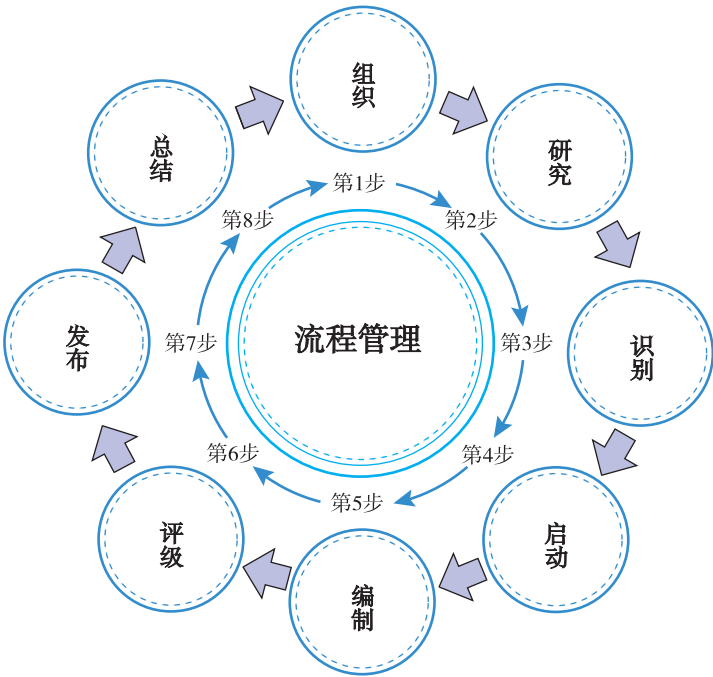 流程管理
第1步
组织
第2步
研究
第3步
识别
第4步
启动
第5步
编制
第6步
评级
第7步
发布
第8步
总结